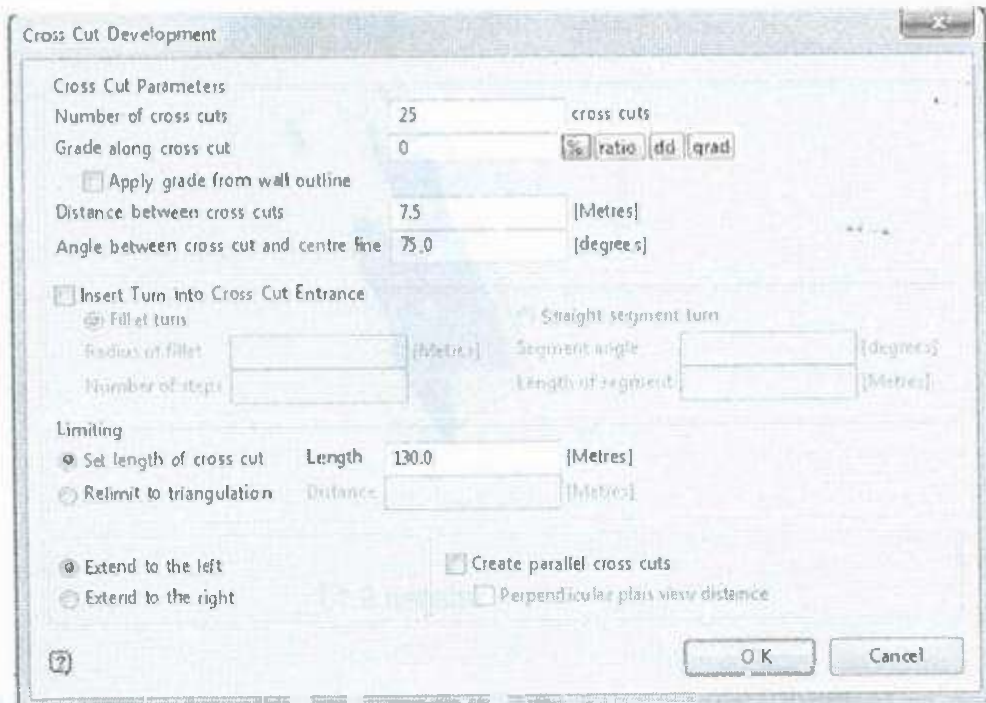 Cross Cut Development
Cross Cut Parameters
Number of cross cuts 25 cross cuts
Grade along cross cut 0 % ratio dd grad
Apply grade from wall outline
Distance between cross cuts 7.5 [Metres]
Angle between cross cut and centre line 75.0 [degrees]
Insert Turn into Cross Cut Entrance
Fillet turn Straight segment turn
Radius of fillet [Metres] Segment angle [degrees]
Number of steps Length of segment [Metres]
Limiting
Set length of cross cut Length 130.0 [Metres]
Relimit to triangulation Distance [Metres]
Extend to the left Create parallel cross cuts
Extend to the right Perpendicular plan view distance
OK Cancel